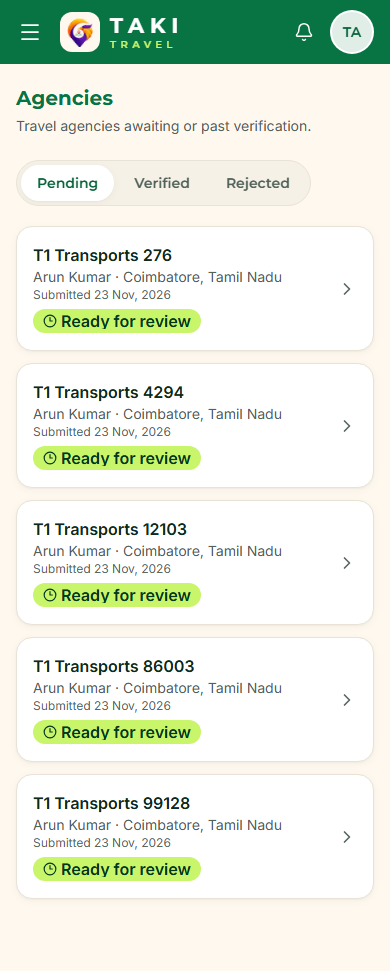 TAKI
TRAVEL
TA
Agencies
Travel agencies awaiting or past verification.
Pending
Verified
Rejected
T1 Transports 276
Arun Kumar · Coimbatore, Tamil Nadu
Submitted 23 Nov, 2026
Ready for review
T1 Transports 4294
Arun Kumar · Coimbatore, Tamil Nadu
Submitted 23 Nov, 2026
Ready for review
T1 Transports 12103
Arun Kumar · Coimbatore, Tamil Nadu
Submitted 23 Nov, 2026
Ready for review
T1 Transports 86003
Arun Kumar · Coimbatore, Tamil Nadu
Submitted 23 Nov, 2026
Ready for review
T1 Transports 99128
Arun Kumar · Coimbatore, Tamil Nadu
Submitted 23 Nov, 2026
Ready for review